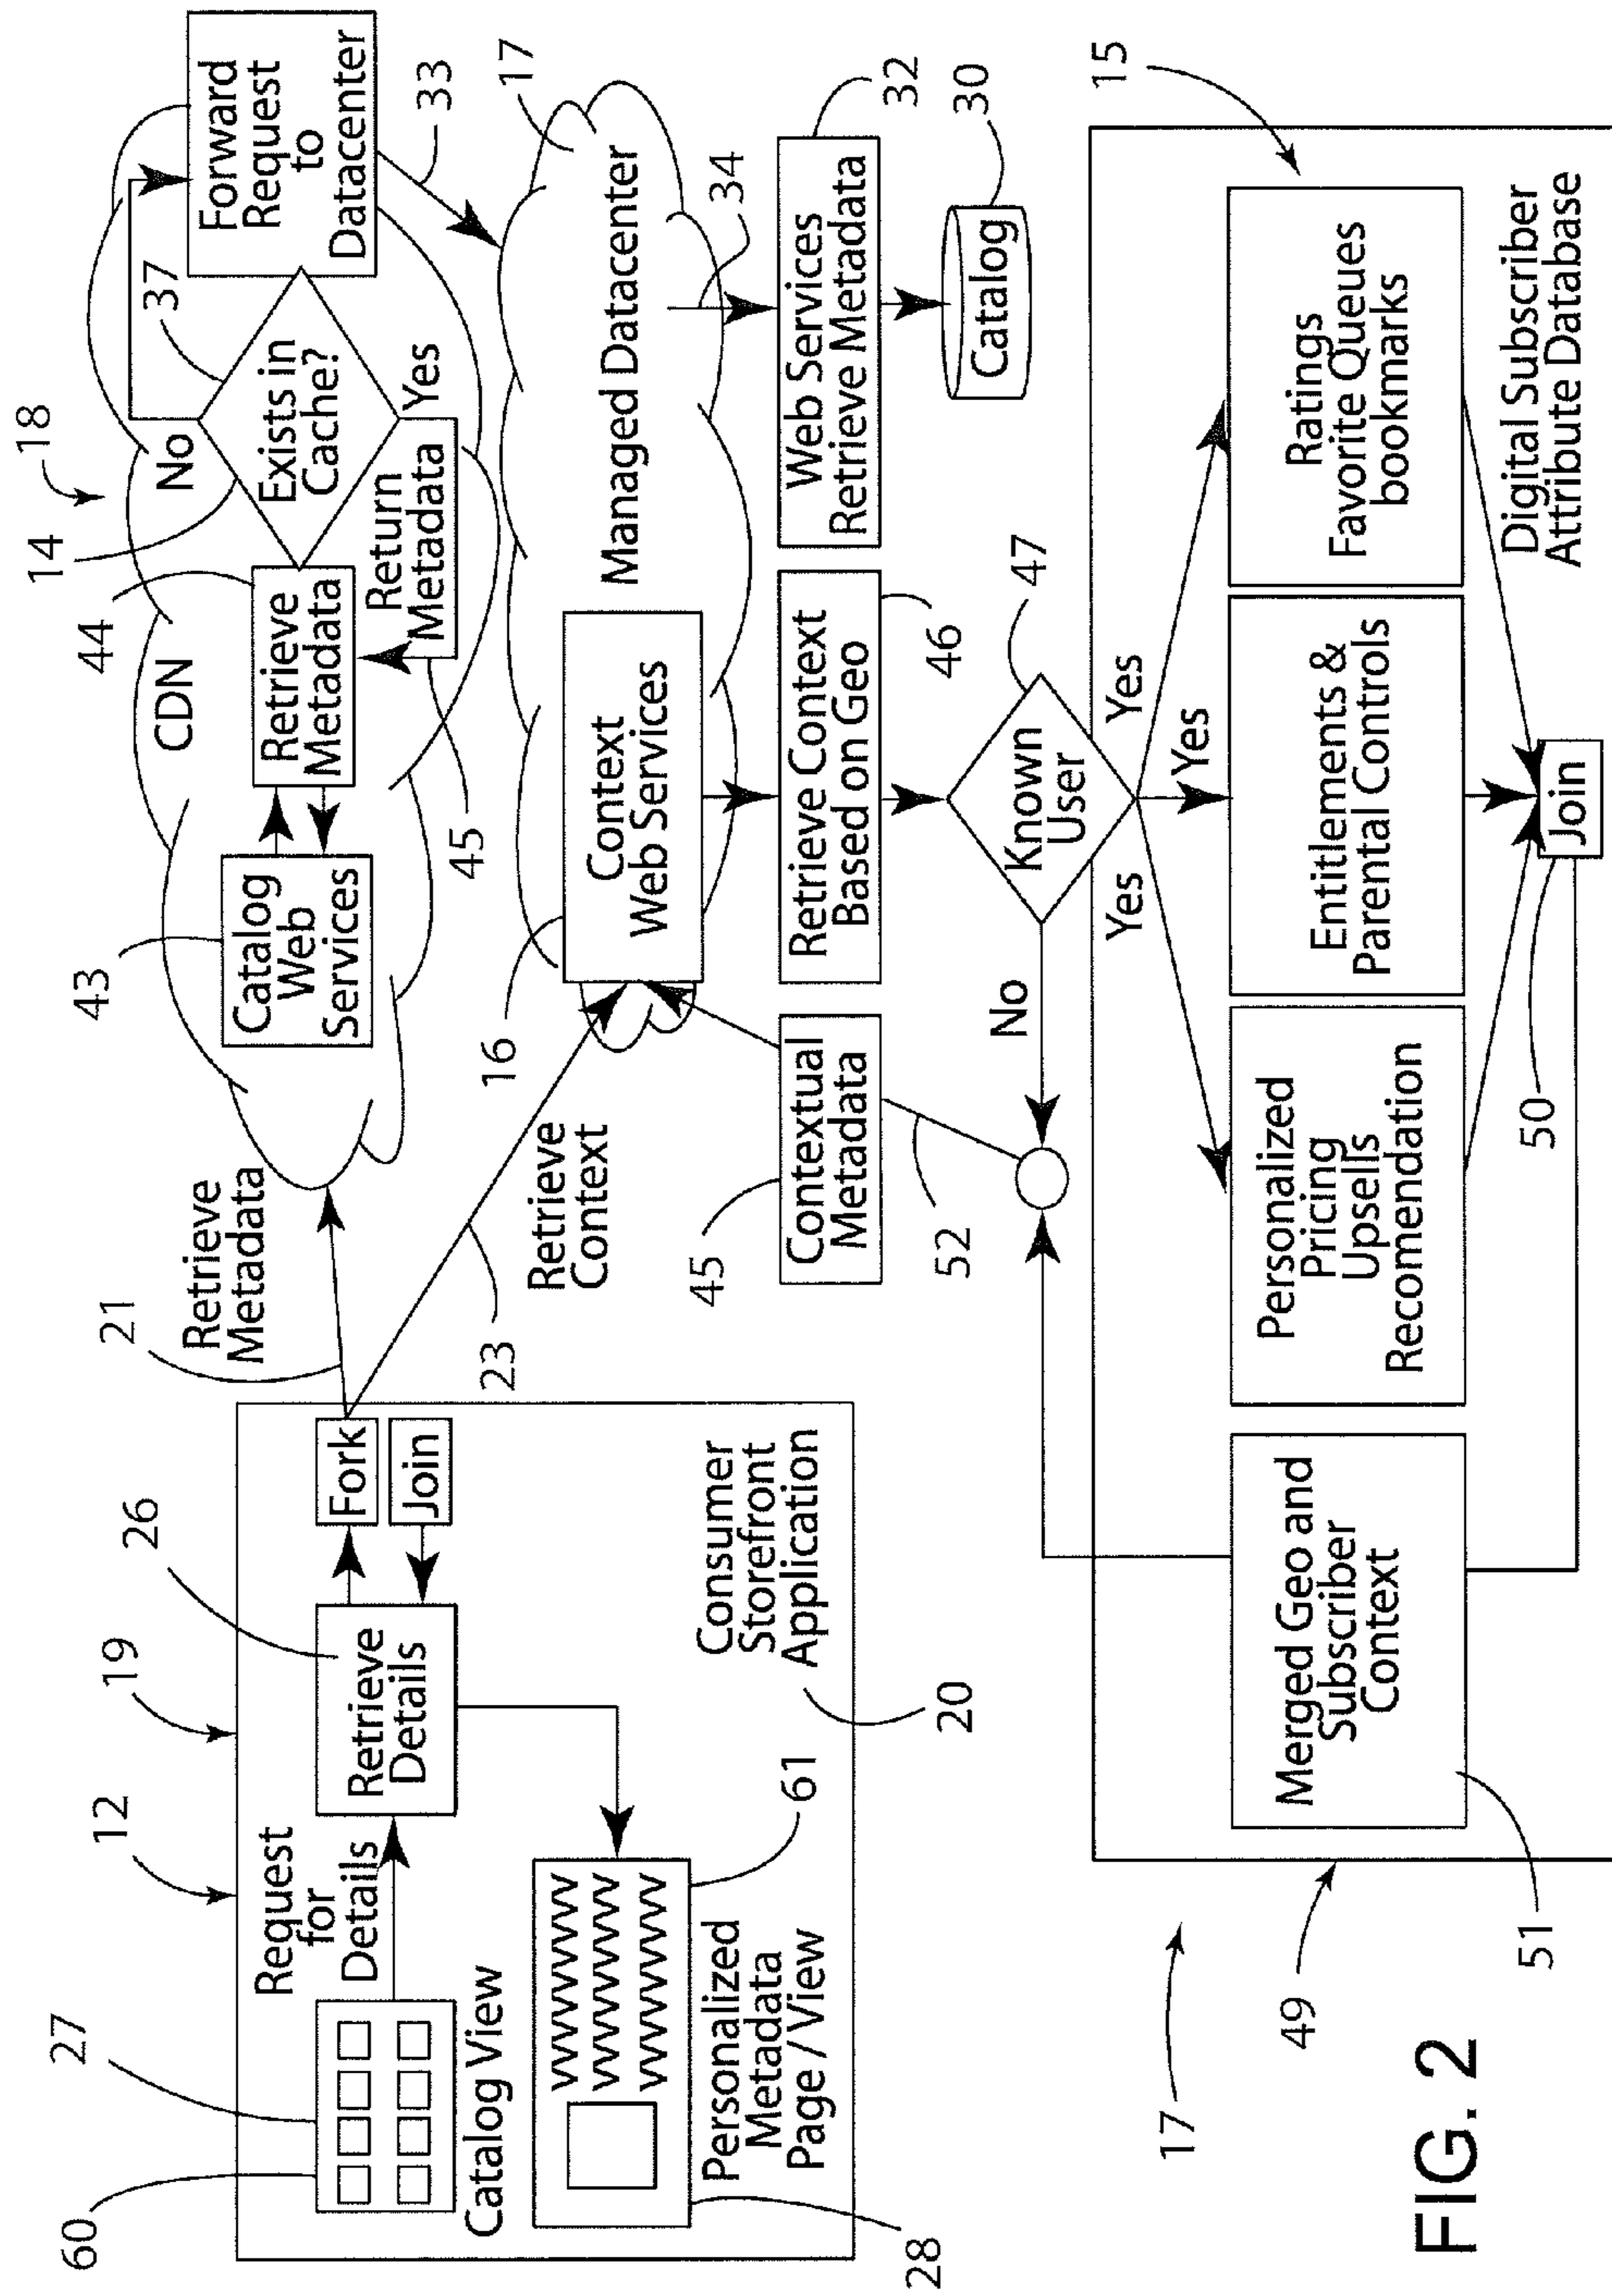 60
27
12
19
26
21
Retrieve
Metadata
43
44
14
18
37
CDN
No
Catalog
Web
Services
Retrieve
Metadata
Exists in
Cache?
Forward
Request
to
Datacenter
Return
Metadata
Yes
45
33
17
Request
for
Details
Retrieve
Details
Fork
Join
Catalog View
Personalized
Metadata
Page / View
VVVVVVVVV
VVVVVVVVV
VVVVVVVVV
61
28
Consumer
Storefront
Application
20
23
Retrieve
Context
16
Context
Web Services
Managed Datacenter
34
45
Contextual
Metadata
52
Retrieve Context
Based on Geo
46
Web Services
Retrieve Metadata
32
Catalog
30
No
Known
User
47
Yes
Yes
Yes
15
17
49
Merged Geo and
Subscriber
Context
51
Personalized
Pricing
Upsells
Recomendation
Entitlements &
Parental Controls
Ratings
Favorite Queues
bookmarks
50
Join
Digital Subscriber
Attribute Database
FIG. 2